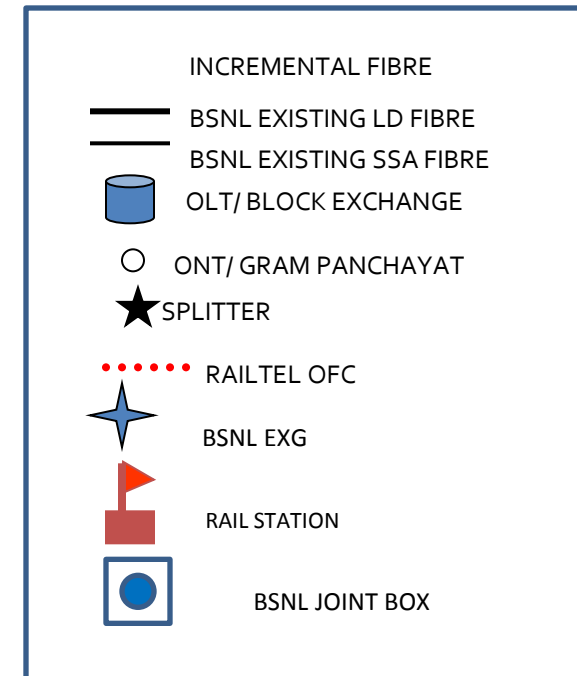 INCREMENTAL FIBRE
BSNL EXISTING LD FIBRE
BSNL EXISTING SSA FIBRE
OLT/ BLOCK EXCHANGE
ONT/ GRAM PANCHAYAT
SPLITTER
RAILTEL OFC
BSNL EXG
RAIL STATION
BSNL JOINT BOX